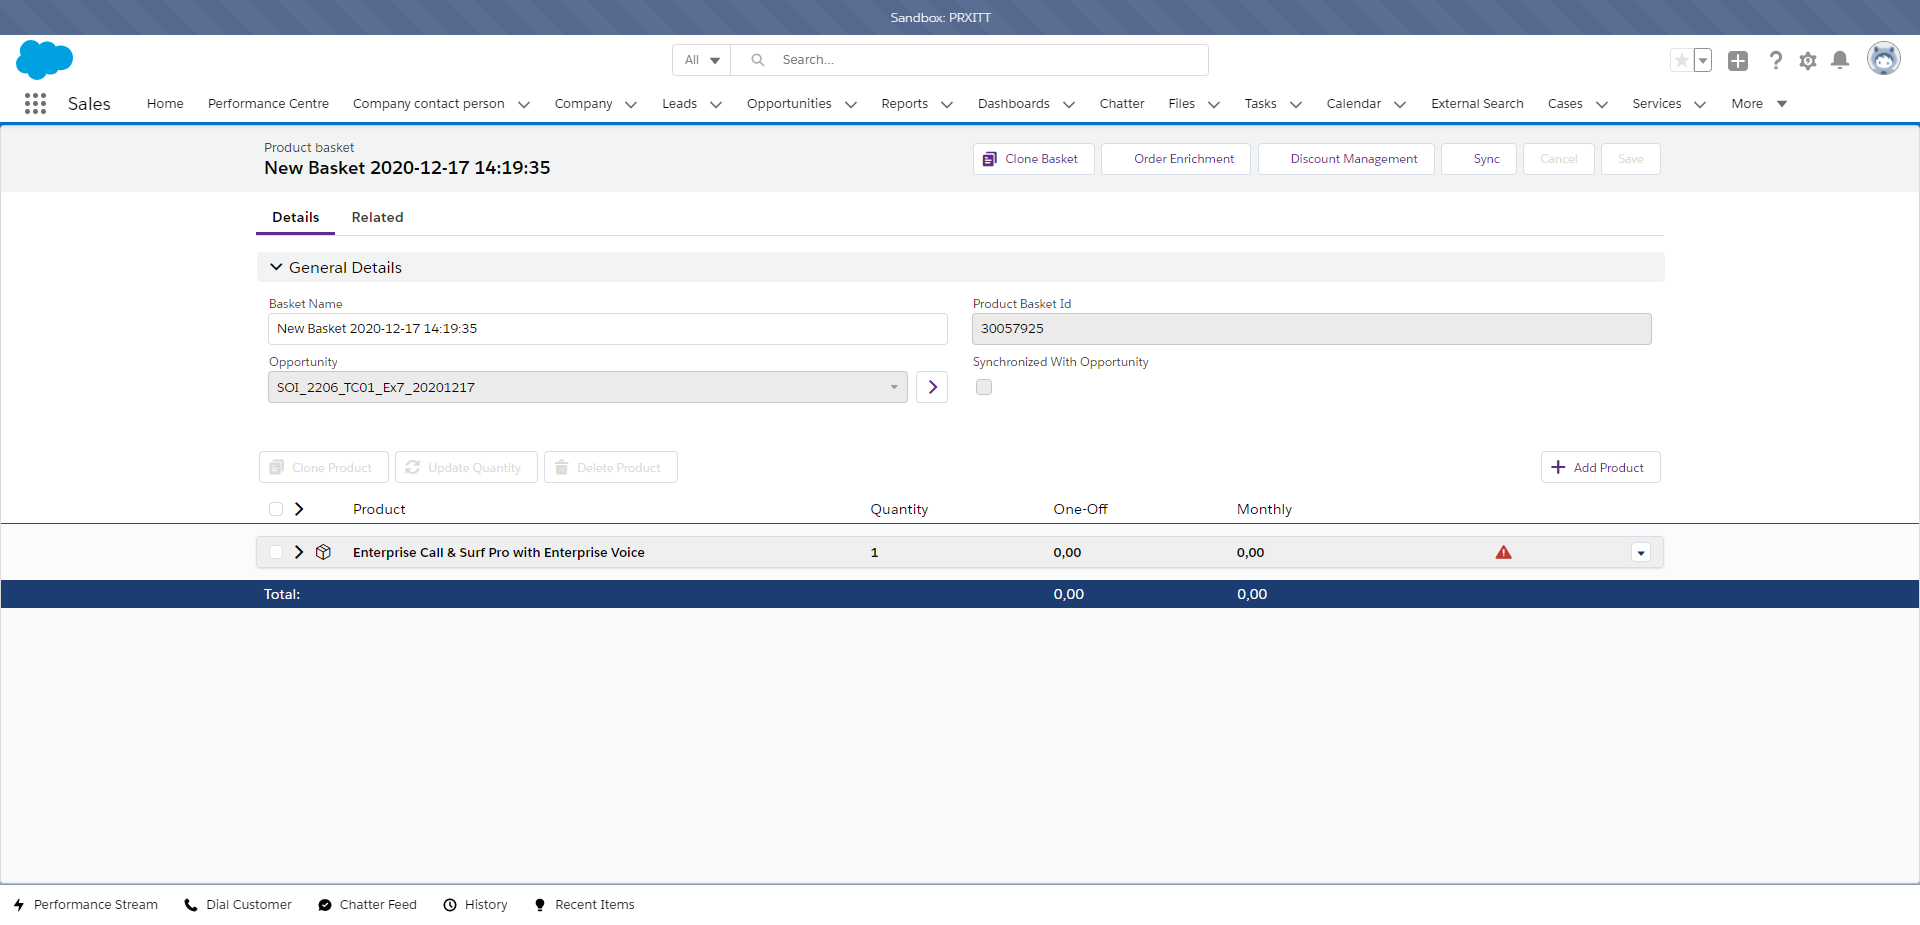 Sandbox: PRXITT
All
Search...
Sales
Home Performance Centre Company contact person Company Leads Opportunities Reports Dashboards Chatter Files Tasks Calendar External Search Cases Services More
Product basket
New Basket 2020-12-17 14:19:35
Clone Basket Order Enrichment Discount Management Sync Cancel Save
Details Related
General Details
Basket Name
New Basket 2020-12-17 14:19:35
Product Basket Id
30057925
Opportunity
SOI_2206_TC01_Ex7_20201217
Synchronized With Opportunity
Clone Product Update Quantity Delete Product Add Product
Product Quantity One-Off Monthly
Enterprise Call & Surf Pro with Enterprise Voice 1 0,00 0,00
Total: 0,00 0,00
Performance Stream Dial Customer Chatter Feed History Recent Items